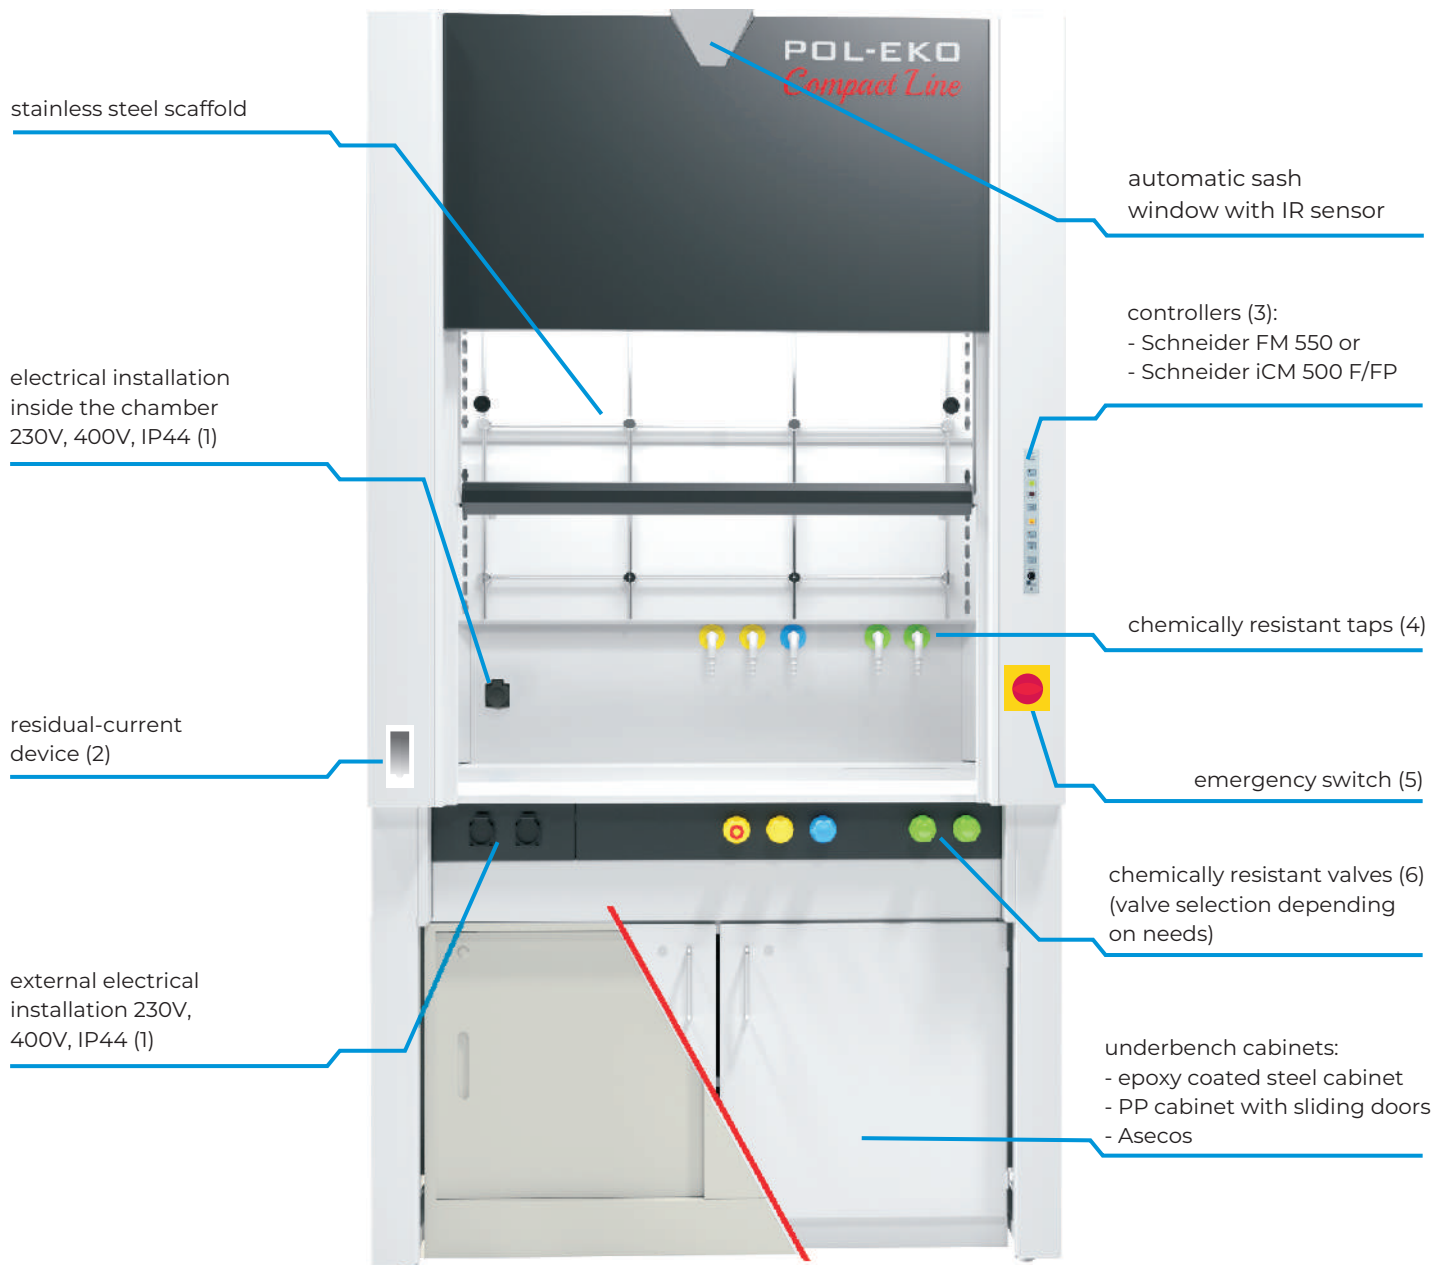 POL-EKO
Compact Line
stainless steel scaffold
automatic sash
window with IR sensor
controllers (3):
- Schneider FM 550 or
- Schneider iCM 500 F/FP
electrical installation
inside the chamber
230V, 400V, IP44 (1)
chemically resistant taps (4)
residual-current
device (2)
emergency switch (5)
chemically resistant valves (6)
(valve selection depending
on needs)
external electrical
installation 230V,
400V, IP44 (1)
underbench cabinets:
- epoxy coated steel cabinet
- PP cabinet with sliding doors
- Asecos